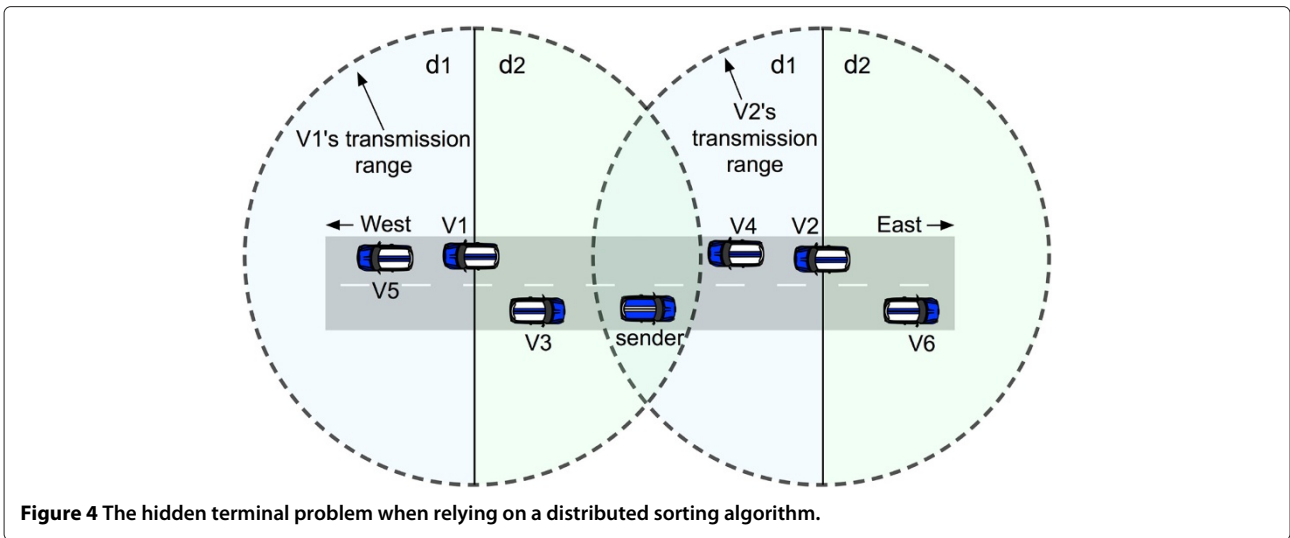 d1 d2 d1 d2
V1's transmission
range
V2's
transmission
range
West V1 V4 V2 East
V5
V3 sender V6
Figure 4 The hidden terminal problem when relying on a distributed sorting algorithm.